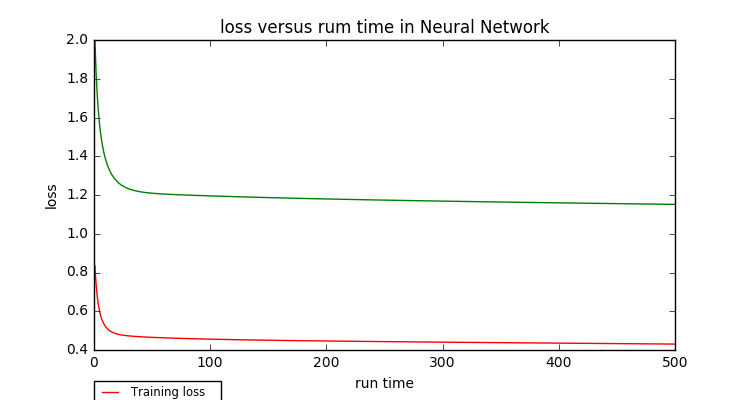 loss versus rum time in Neural Network
2.0
1.8
1.6
1.4
1.2
1.0
0.8
0.6
0.4
loss
0 100 200 300 400 500
run time
Training loss